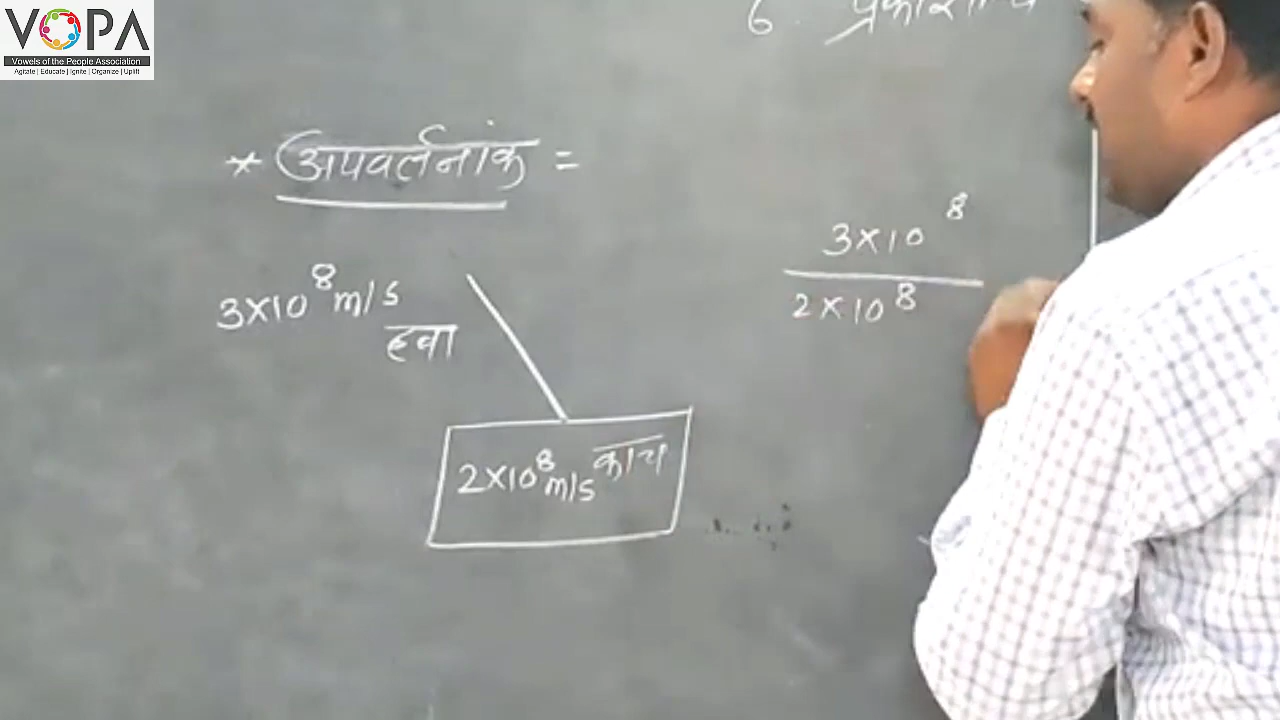 VOPA
Vowels of the People Association
Agitate | Educate | Ignite | Organize | Uplift
6.
* अपवर्तनांक =
3×10⁸ m/s
हवा
3×10⁸
2×10⁸
2×10⁸ m/s काच